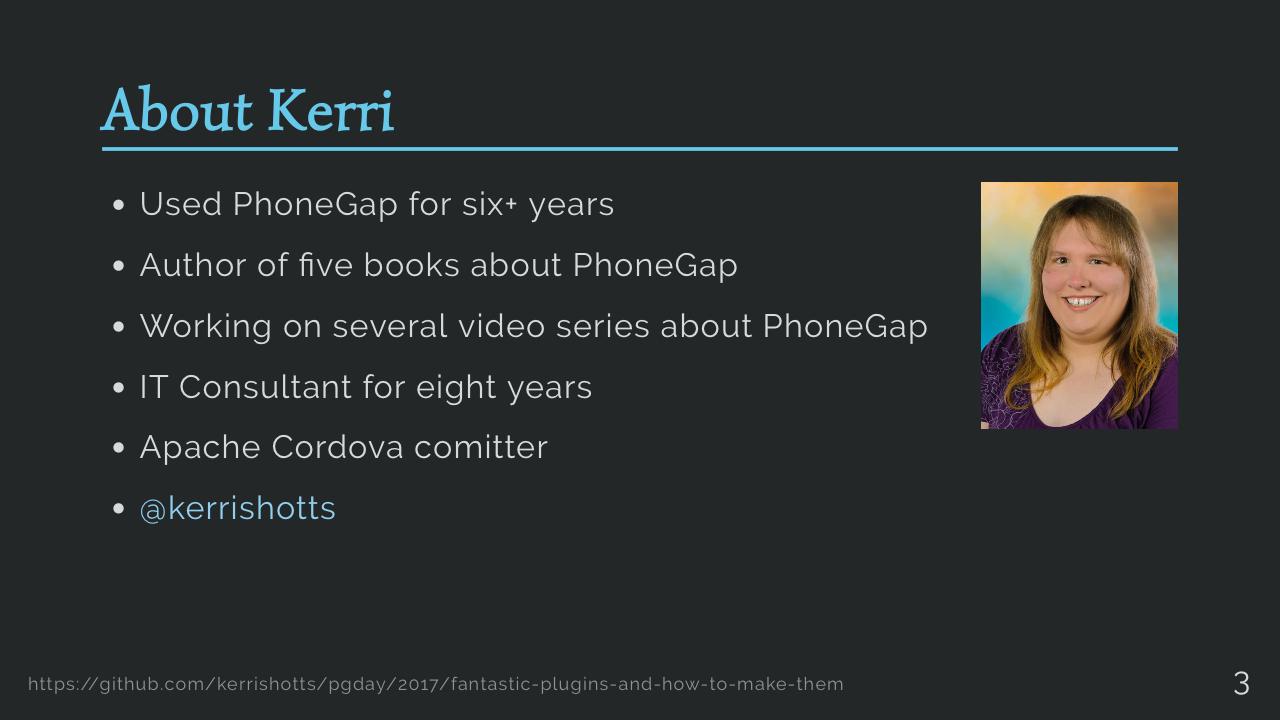 About Kerri
Used PhoneGap for six+ years
Author of five books about PhoneGap
Working on several video series about PhoneGap
IT Consultant for eight years
Apache Cordova comitter
@kerrishotts
https://github.com/kerrishotts/pgday/2017/fantastic-plugins-and-how-to-make-them
3